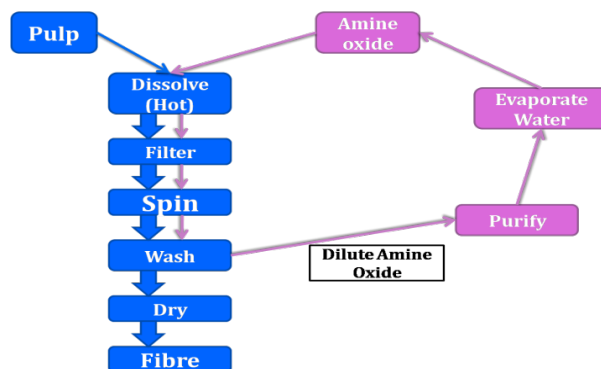 Pulp
Amine
oxide
Dissolve
(Hot)
Evaporate
Water
Filter
Spin
Purify
Wash
Dilute Amine
Oxide
Dry
Fibre